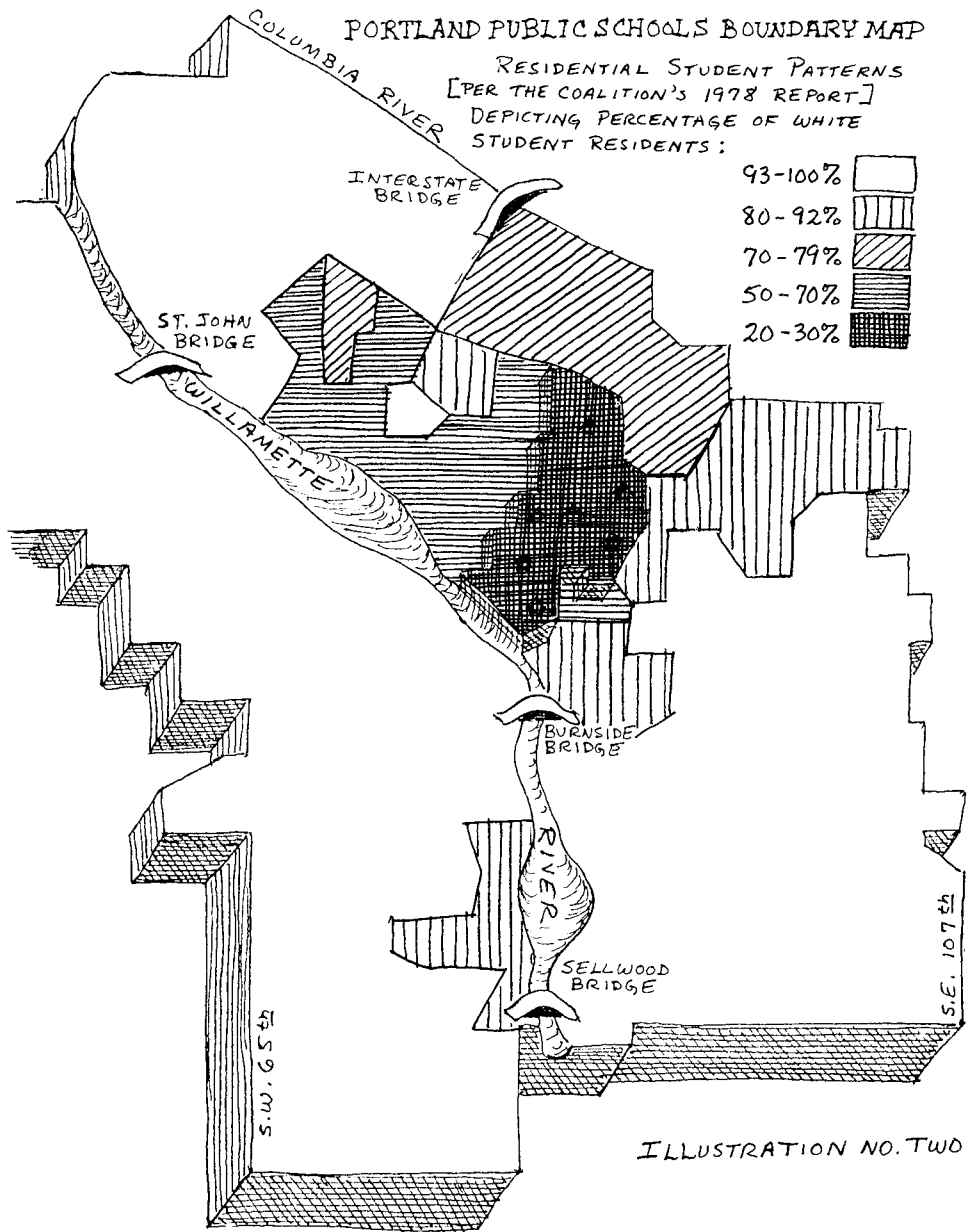 PORTLAND PUBLIC SCHOOLS BOUNDARY MAP
RESIDENTIAL STUDENT PATTERNS
[PER THE COALITION'S 1978 REPORT]
DEPICTING PERCENTAGE OF WHITE
STUDENT RESIDENTS:
93-100%
80-92%
70-79%
50-70%
20-30%
COLUMBIA RIVER
INTERSTATE
BRIDGE
ST. JOHN
BRIDGE
WILLAMETTE
BURNSIDE
BRIDGE
RIVER
SELLWOOD
BRIDGE
S.W. 65th
S.E. 107th
ILLUSTRATION NO. TWO